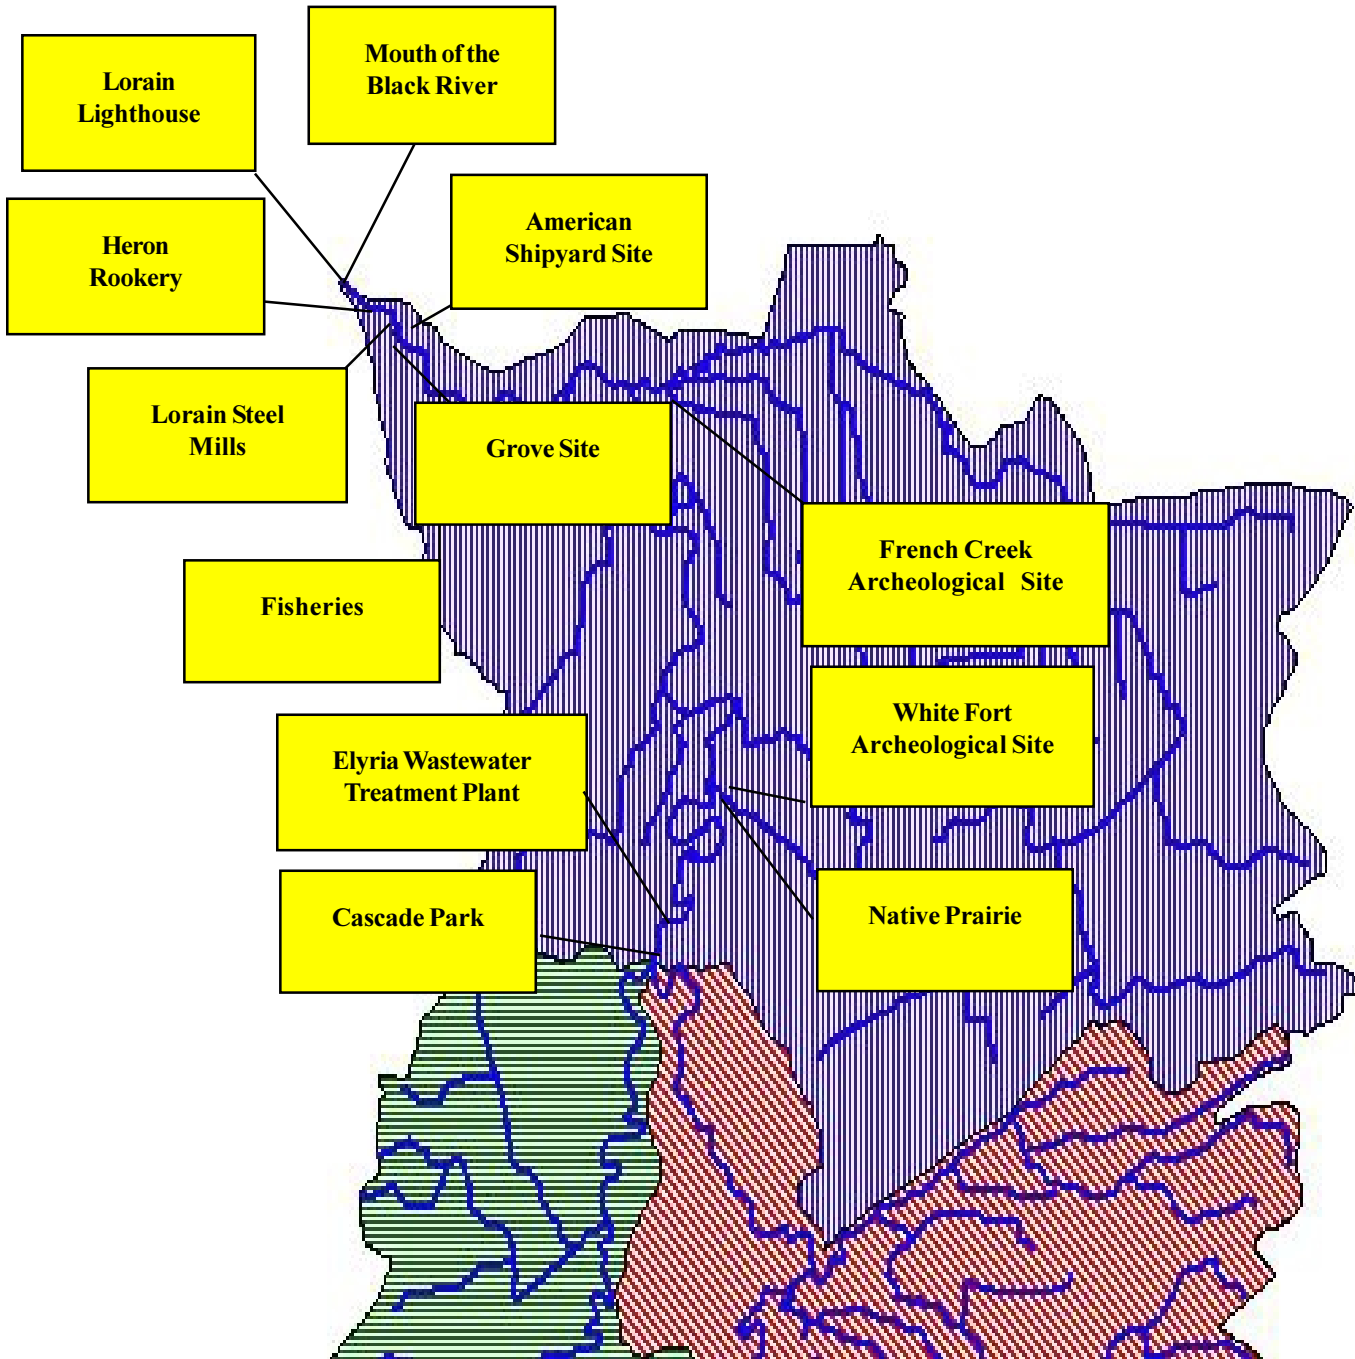 Mouth of the
Black River
Lorain
Lighthouse
American
Shipyard Site
Heron
Rookery
Lorain Steel
Mills
Grove Site
French Creek
Archeological Site
Fisheries
White Fort
Archeological Site
Elyria Wastewater
Treatment Plant
Cascade Park
Native Prairie